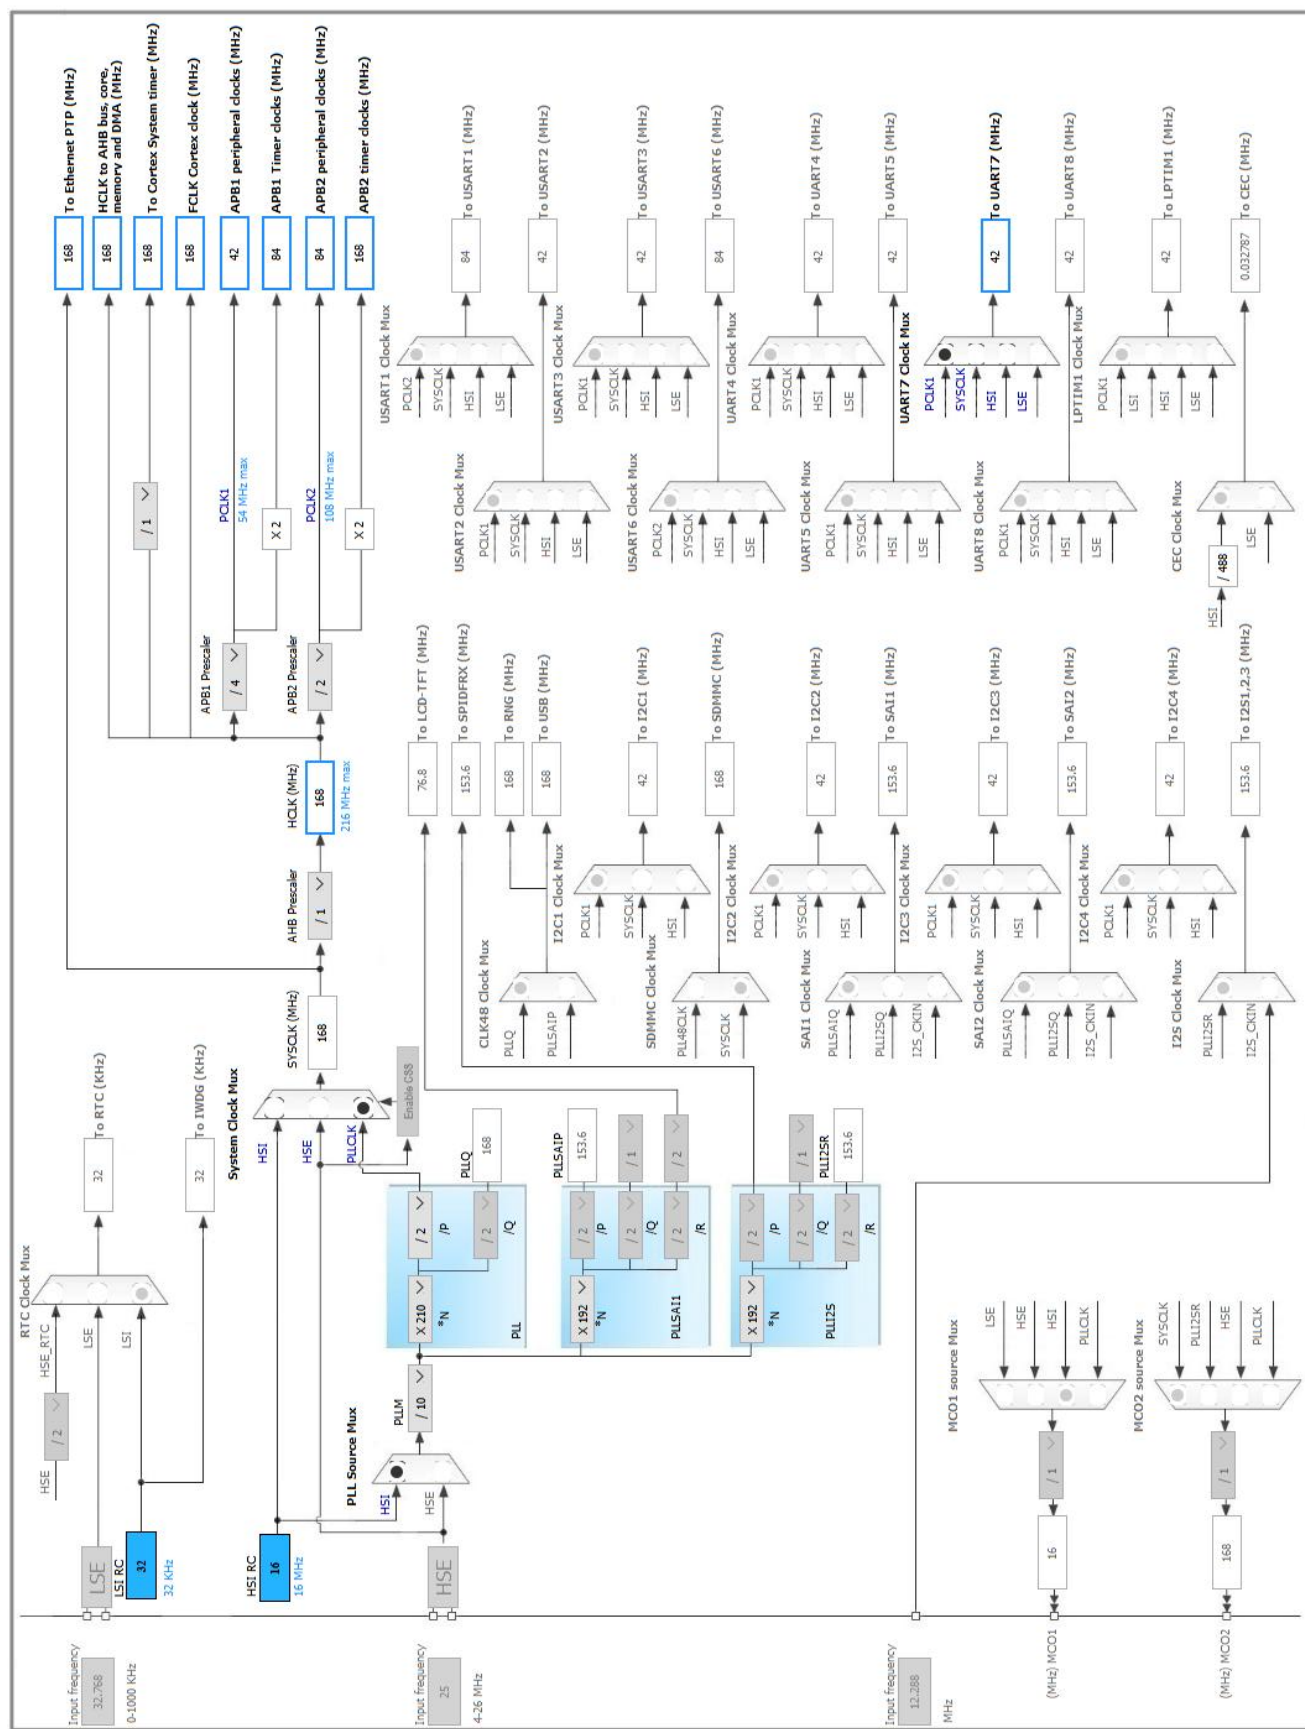 Input frequency
32.768
0-1000 KHz
LSE
LSI RC
32
32 KHz
HSE
/ 2
HSE_RTC
LSE
LSI
RTC Clock Mux
32
To RTC (KHz)
32
To IWDG (KHz)
HSI RC
16
16 MHz
Input frequency
25
4-26 MHz
HSE
PLL Source Mux
HSI
HSE
PLLM
/ 10
X 210
*N
/ 2
/P
/ 2
/Q
PLL
PLLQ
168
X 192
*N
/ 2
/P
/ 2
/Q
/ 2
/R
PLLSAI1
PLLSAIP
153.6
/ 1
/ 2
X 192
*N
/ 2
/P
/ 2
/Q
/ 2
/R
PLLI2S
/ 1
PLLI2SR
153.6
System Clock Mux
HSI
HSE
PLLCLK
Enable CSS
SYSCLK (MHz)
168
AHB Prescaler
/ 1
HCLK (MHz)
168
216 MHz max
APB1 Prescaler
/ 4
APB2 Prescaler
/ 2
/ 1
PCLK1
54 MHz max
X 2
PCLK2
108 MHz max
X 2
168
To Ethernet PTP (MHz)
168
HCLK to AHB bus, core,
memory and DMA (MHz)
168
To Cortex System timer (MHz)
168
FCLK Cortex clock (MHz)
42
APB1 peripheral clocks (MHz)
84
APB1 Timer clocks (MHz)
84
APB2 peripheral clocks (MHz)
168
APB2 timer clocks (MHz)
76.8
To LCD-TFT (MHz)
153.6
To SPIDFRX (MHz)
CLK48 Clock Mux
PLLQ
PLLSAIP
168
To RNG (MHz)
168
To USB (MHz)
I2C1 Clock Mux
PCLK1
SYSCLK
HSI
42
To I2C1 (MHz)
SDMMC Clock Mux
PLL48CLK
SYSCLK
168
To SDMMC (MHz)
I2C2 Clock Mux
PCLK1
SYSCLK
HSI
42
To I2C2 (MHz)
SAI1 Clock Mux
PLLSAIQ
PLLI2SQ
I2S_CKIN
153.6
To SAI1 (MHz)
I2C3 Clock Mux
PCLK1
SYSCLK
HSI
42
To I2C3 (MHz)
SAI2 Clock Mux
PLLSAIQ
PLLI2SQ
I2S_CKIN
153.6
To SAI2 (MHz)
I2C4 Clock Mux
PCLK1
SYSCLK
HSI
42
To I2C4 (MHz)
I2S Clock Mux
PLLI2SR
I2S_CKIN
153.6
To I2S1,2,3 (MHz)
USART1 Clock Mux
PCLK2
SYSCLK
HSI
LSE
84
To USART1 (MHz)
USART2 Clock Mux
PCLK1
SYSCLK
HSI
LSE
42
To USART2 (MHz)
USART3 Clock Mux
PCLK1
SYSCLK
HSI
LSE
42
To USART3 (MHz)
USART6 Clock Mux
PCLK2
SYSCLK
HSI
LSE
84
To USART6 (MHz)
UART4 Clock Mux
PCLK1
SYSCLK
HSI
LSE
42
To UART4 (MHz)
UART5 Clock Mux
PCLK1
SYSCLK
HSI
LSE
42
To UART5 (MHz)
UART7 Clock Mux
PCLK1
SYSCLK
HSI
LSE
42
To UART7 (MHz)
UART8 Clock Mux
PCLK1
SYSCLK
HSI
LSE
42
To UART8 (MHz)
LPTIM1 Clock Mux
PCLK1
LSI
HSI
LSE
42
To LPTIM1 (MHz)
CEC Clock Mux
HSI
/ 488
LSE
0.032787
To CEC (MHz)
Input frequency
12.288
MHz
MCO1 source Mux
LSE
HSE
HSI
PLLCLK
/ 1
16
(MHz) MCO1
MCO2 source Mux
SYSCLK
PLLI2SR
HSE
PLLCLK
/ 1
168
(MHz) MCO2